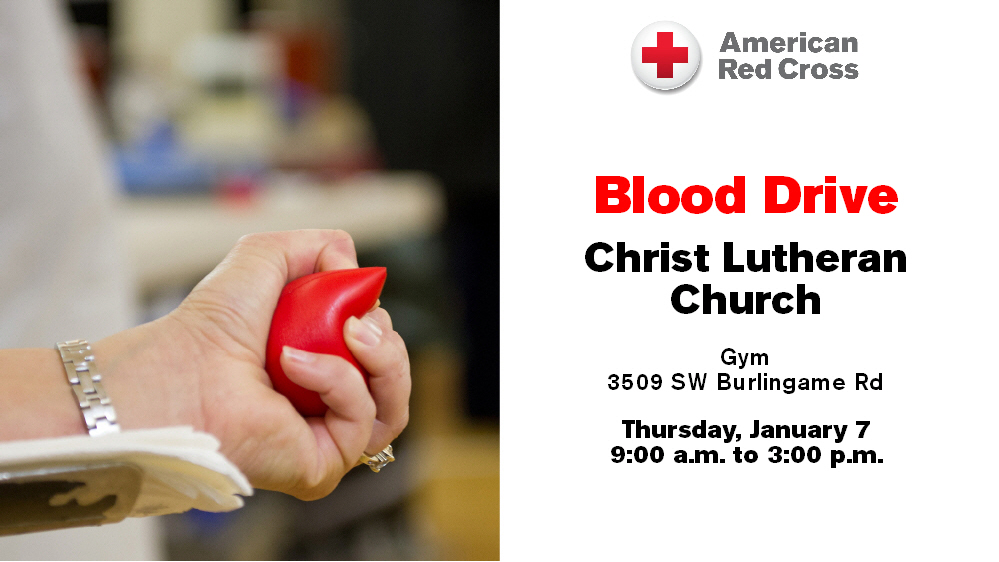 American
Red Cross
Blood Drive
Christ Lutheran
Church
Gym
3509 SW Burlingame Rd
Thursday, January 7
9:00 a.m. to 3:00 p.m.